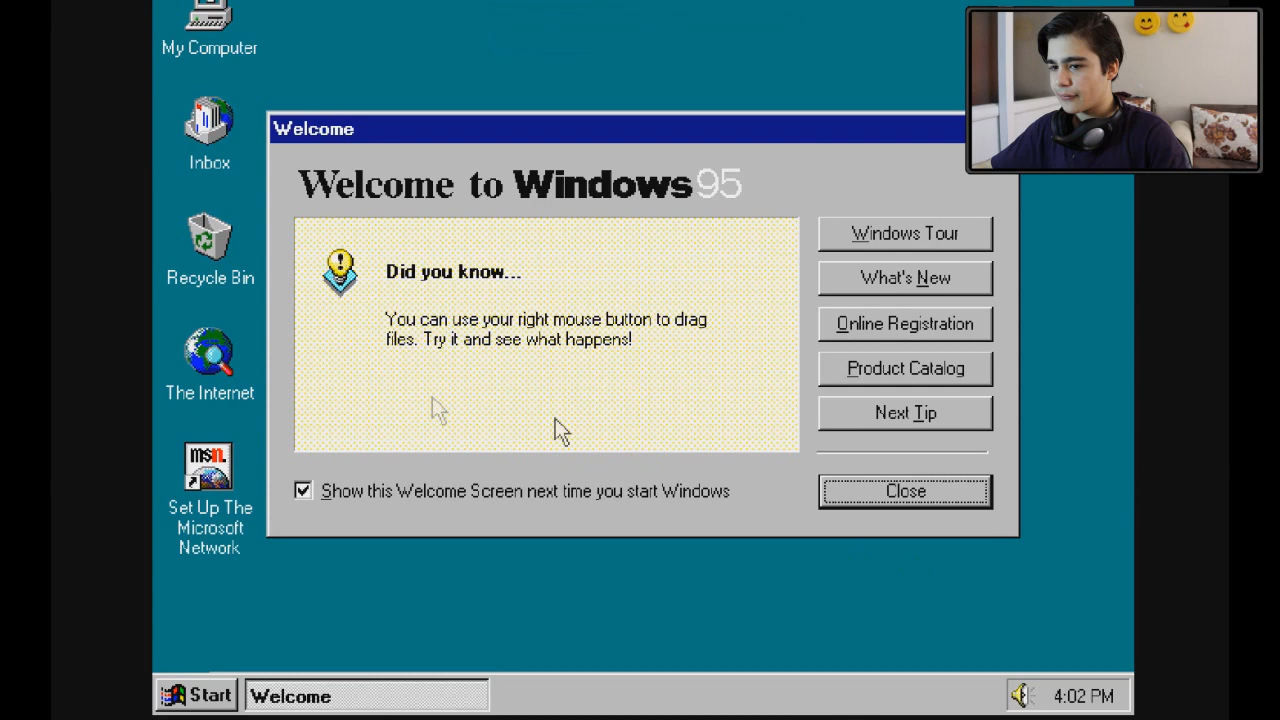 My Computer
Inbox
Recycle Bin
The Internet
msn.
Set Up The
Microsoft
Network
Welcome
Welcome to Windows 95
Did you know...
You can use your right mouse button to drag
files. Try it and see what happens!
Windows Tour
What's New
Online Registration
Product Catalog
Next Tip
Show this Welcome Screen next time you start Windows
Close
Start
Welcome
4:02 PM